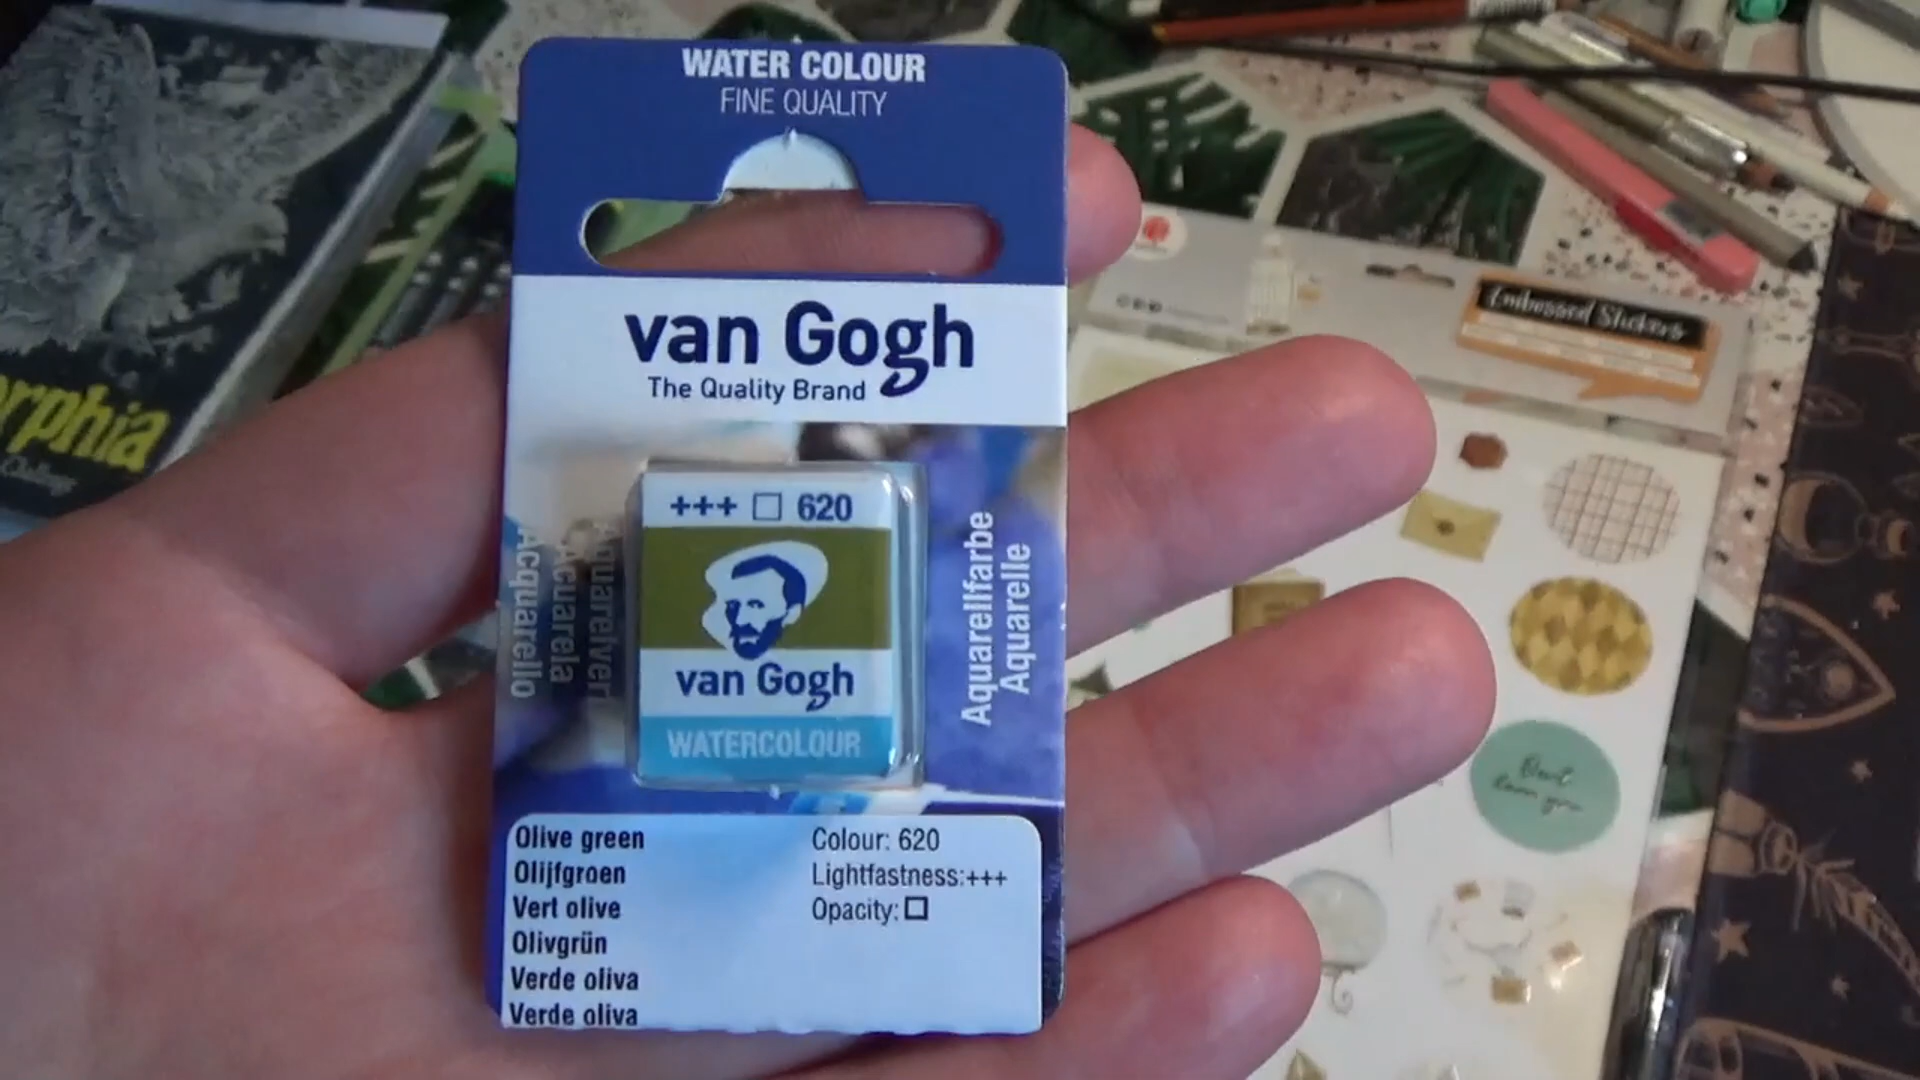 WATER COLOUR
FINE QUALITY
van Gogh
The Quality Brand
+++ 620
van Gogh
WATERCOLOUR
Acquarello
Acuarela
Aquarellfarbe
Aquarelle
Olive green
Olijfgroen
Vert olive
Olivgrün
Verde oliva
Verde oliva
Colour: 620
Lightfastness:+++
Opacity:
rphia
Embossed Stickers